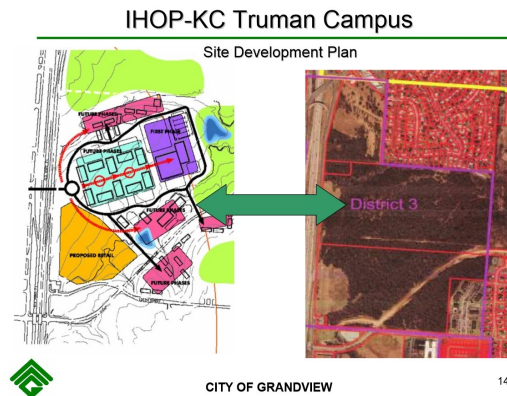 IHOP-KC Truman Campus
Site Development Plan
FUTURE PHASES
FIRST PHASE
FUTURE PHASES
FUTURE PHASES
PROPOSED RETAIL
FUTURE PHASES
District 3
CITY OF GRANDVIEW
14